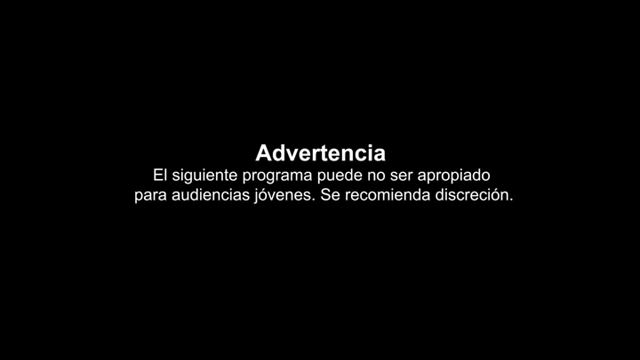 Advertencia
El siguiente programa puede no ser apropiado
para audiencias jóvenes. Se recomienda discreción.